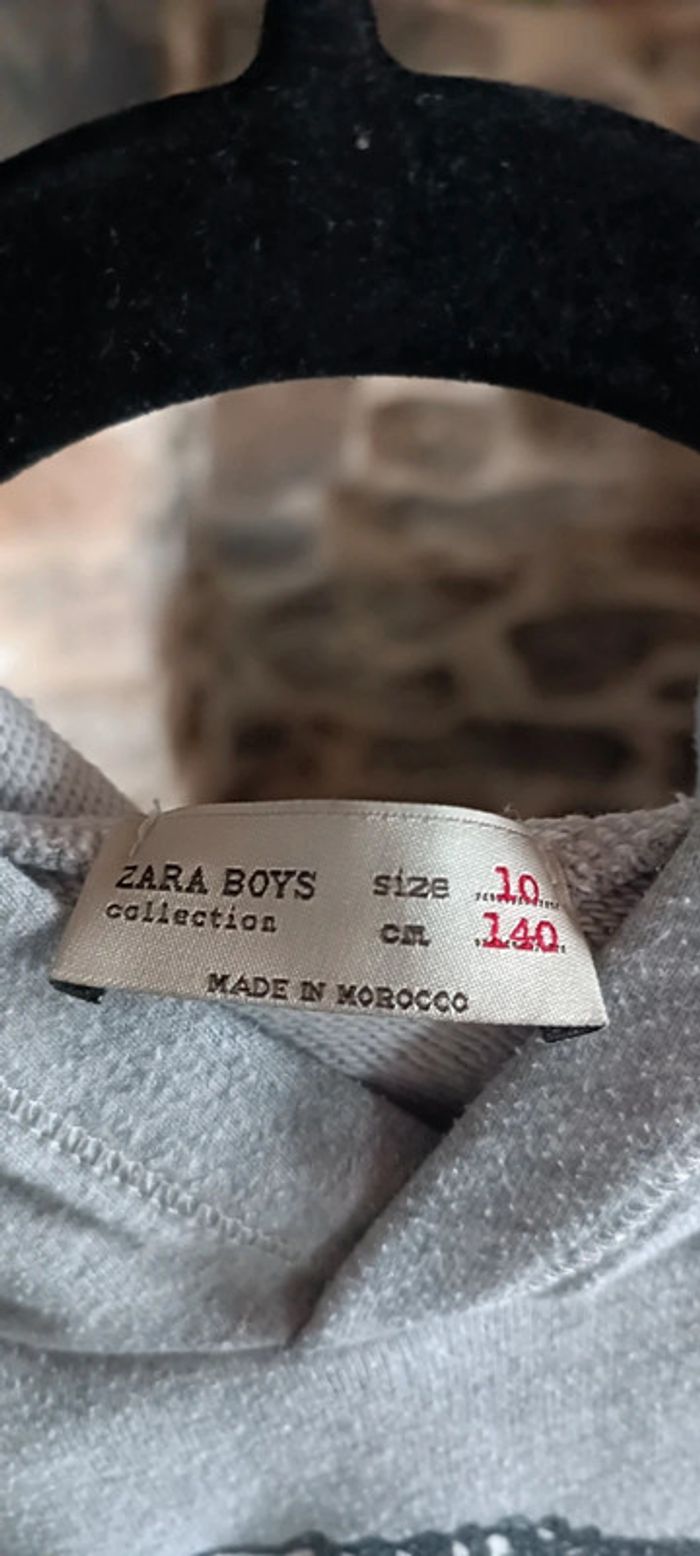 ZARA BOYS size 10
collection cm 140
MADE IN MOROCCO